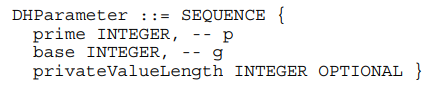 DHParameter ::= SEQUENCE {
  prime INTEGER, -- p
  base INTEGER, -- g
  privateValueLength INTEGER OPTIONAL }